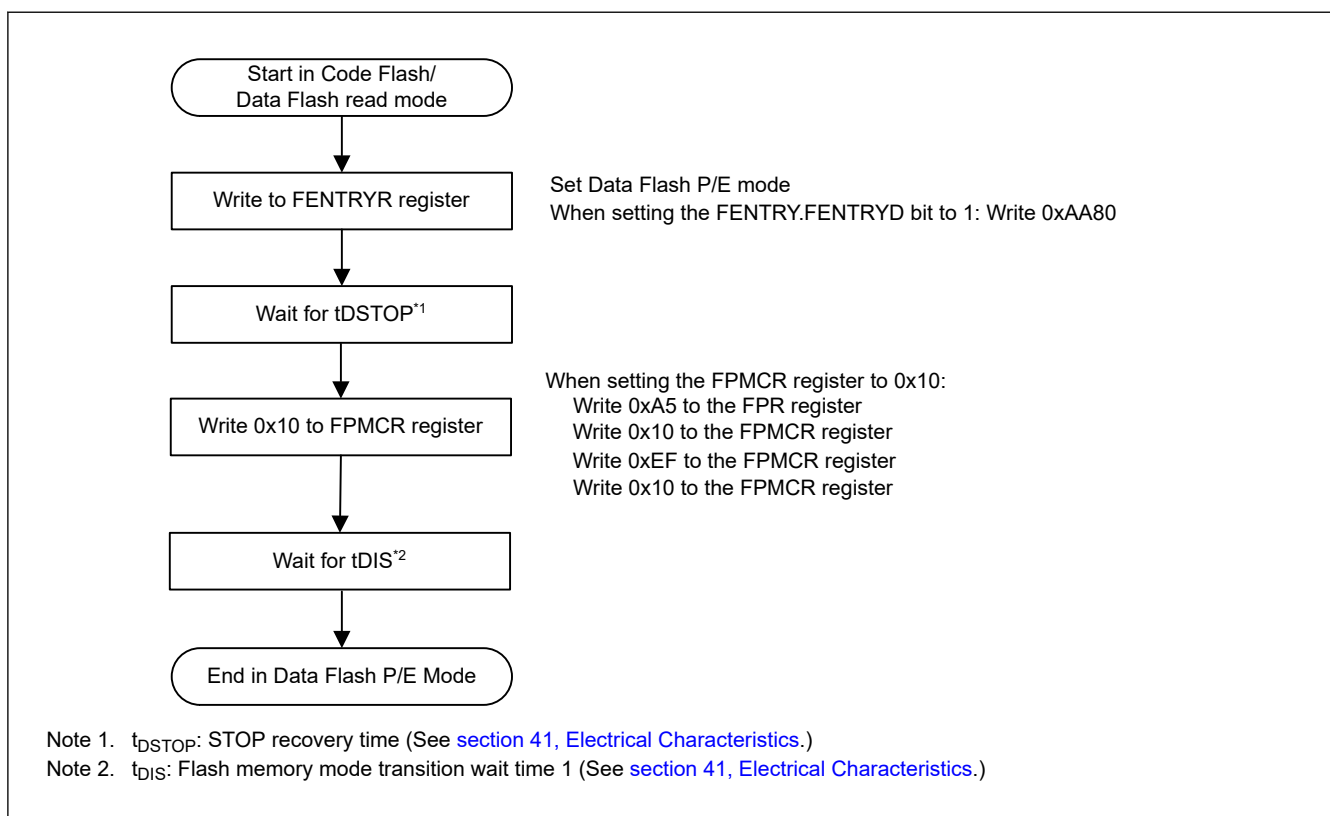 Start in Code Flash/
Data Flash read mode
Write to FENTRYR register
Set Data Flash P/E mode
When setting the FENTRY.FENTRYD bit to 1: Write 0xAA80
Wait for tDSTOP*1
Write 0x10 to FPMCR register
When setting the FPMCR register to 0x10:
Write 0xA5 to the FPR register
Write 0x10 to the FPMCR register
Write 0xEF to the FPMCR register
Write 0x10 to the FPMCR register
Wait for tDIS*2
End in Data Flash P/E Mode
Note 1. tDSTOP: STOP recovery time (See section 41, Electrical Characteristics.)
Note 2. tDIS: Flash memory mode transition wait time 1 (See section 41, Electrical Characteristics.)